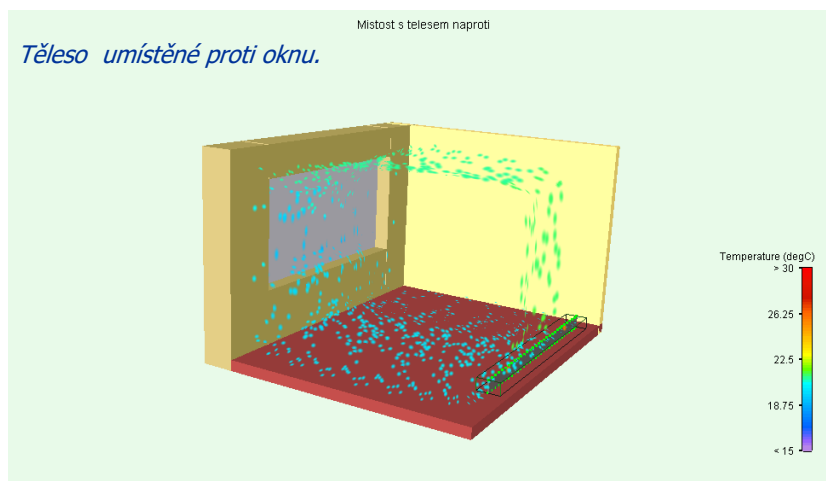 Mistost s telesem naproti
Těleso  umístěné proti oknu.
Temperature (degC)
> 30
26.25
22.5
18.75
< 15